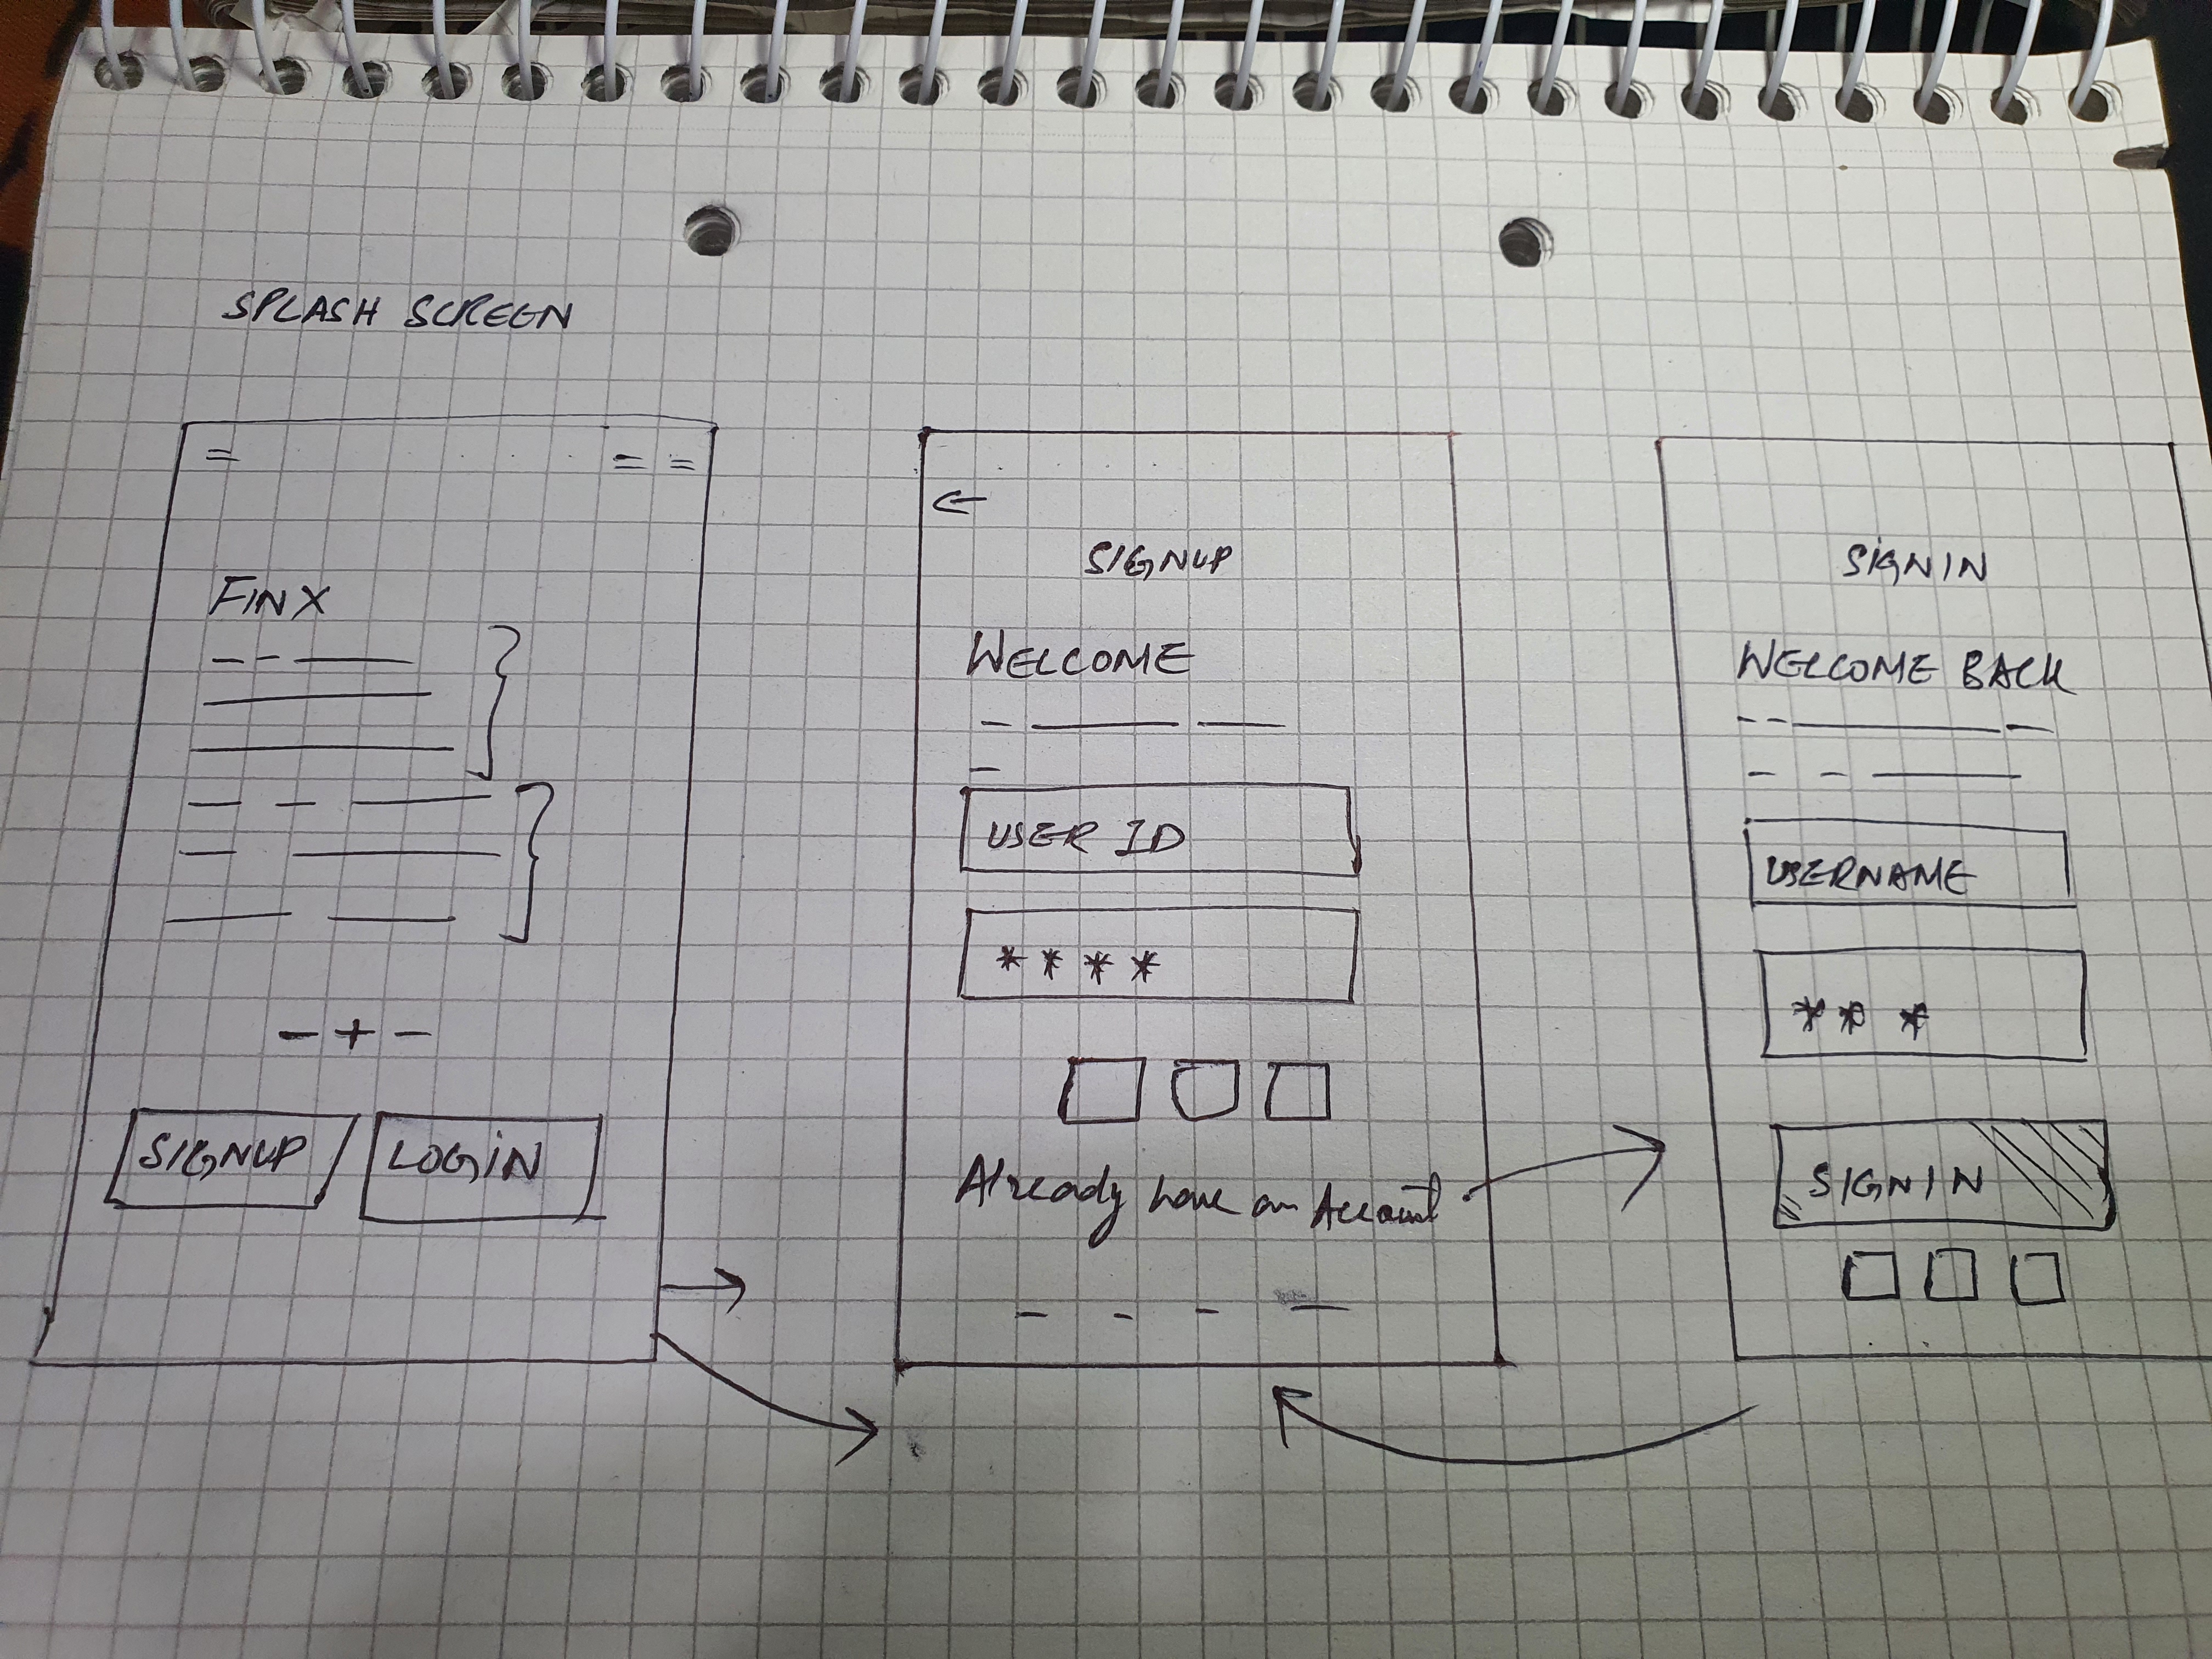 SPLASH SCREEN
FINX
SIGNUP
LOGIN
SIGNUP
WELCOME
USER ID
* * * *
Already have an Account
SIGNIN
WELCOME BACK
USERNAME
* * *
SIGNIN